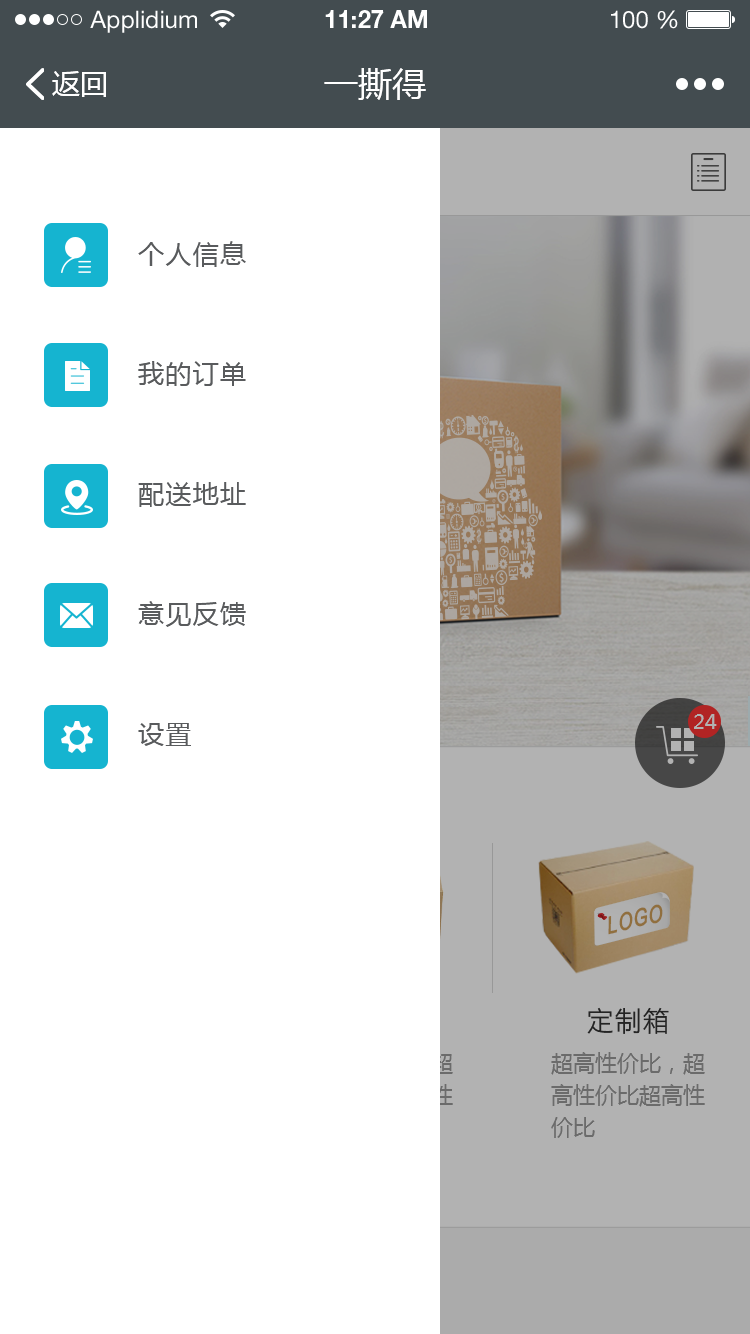 Applidium
11:27 AM
100 %
返回
一撕得
个人信息
我的订单
配送地址
意见反馈
设置
24
LOGO
定制箱
超
性
超高性价比，超
高性价比超高性
价比